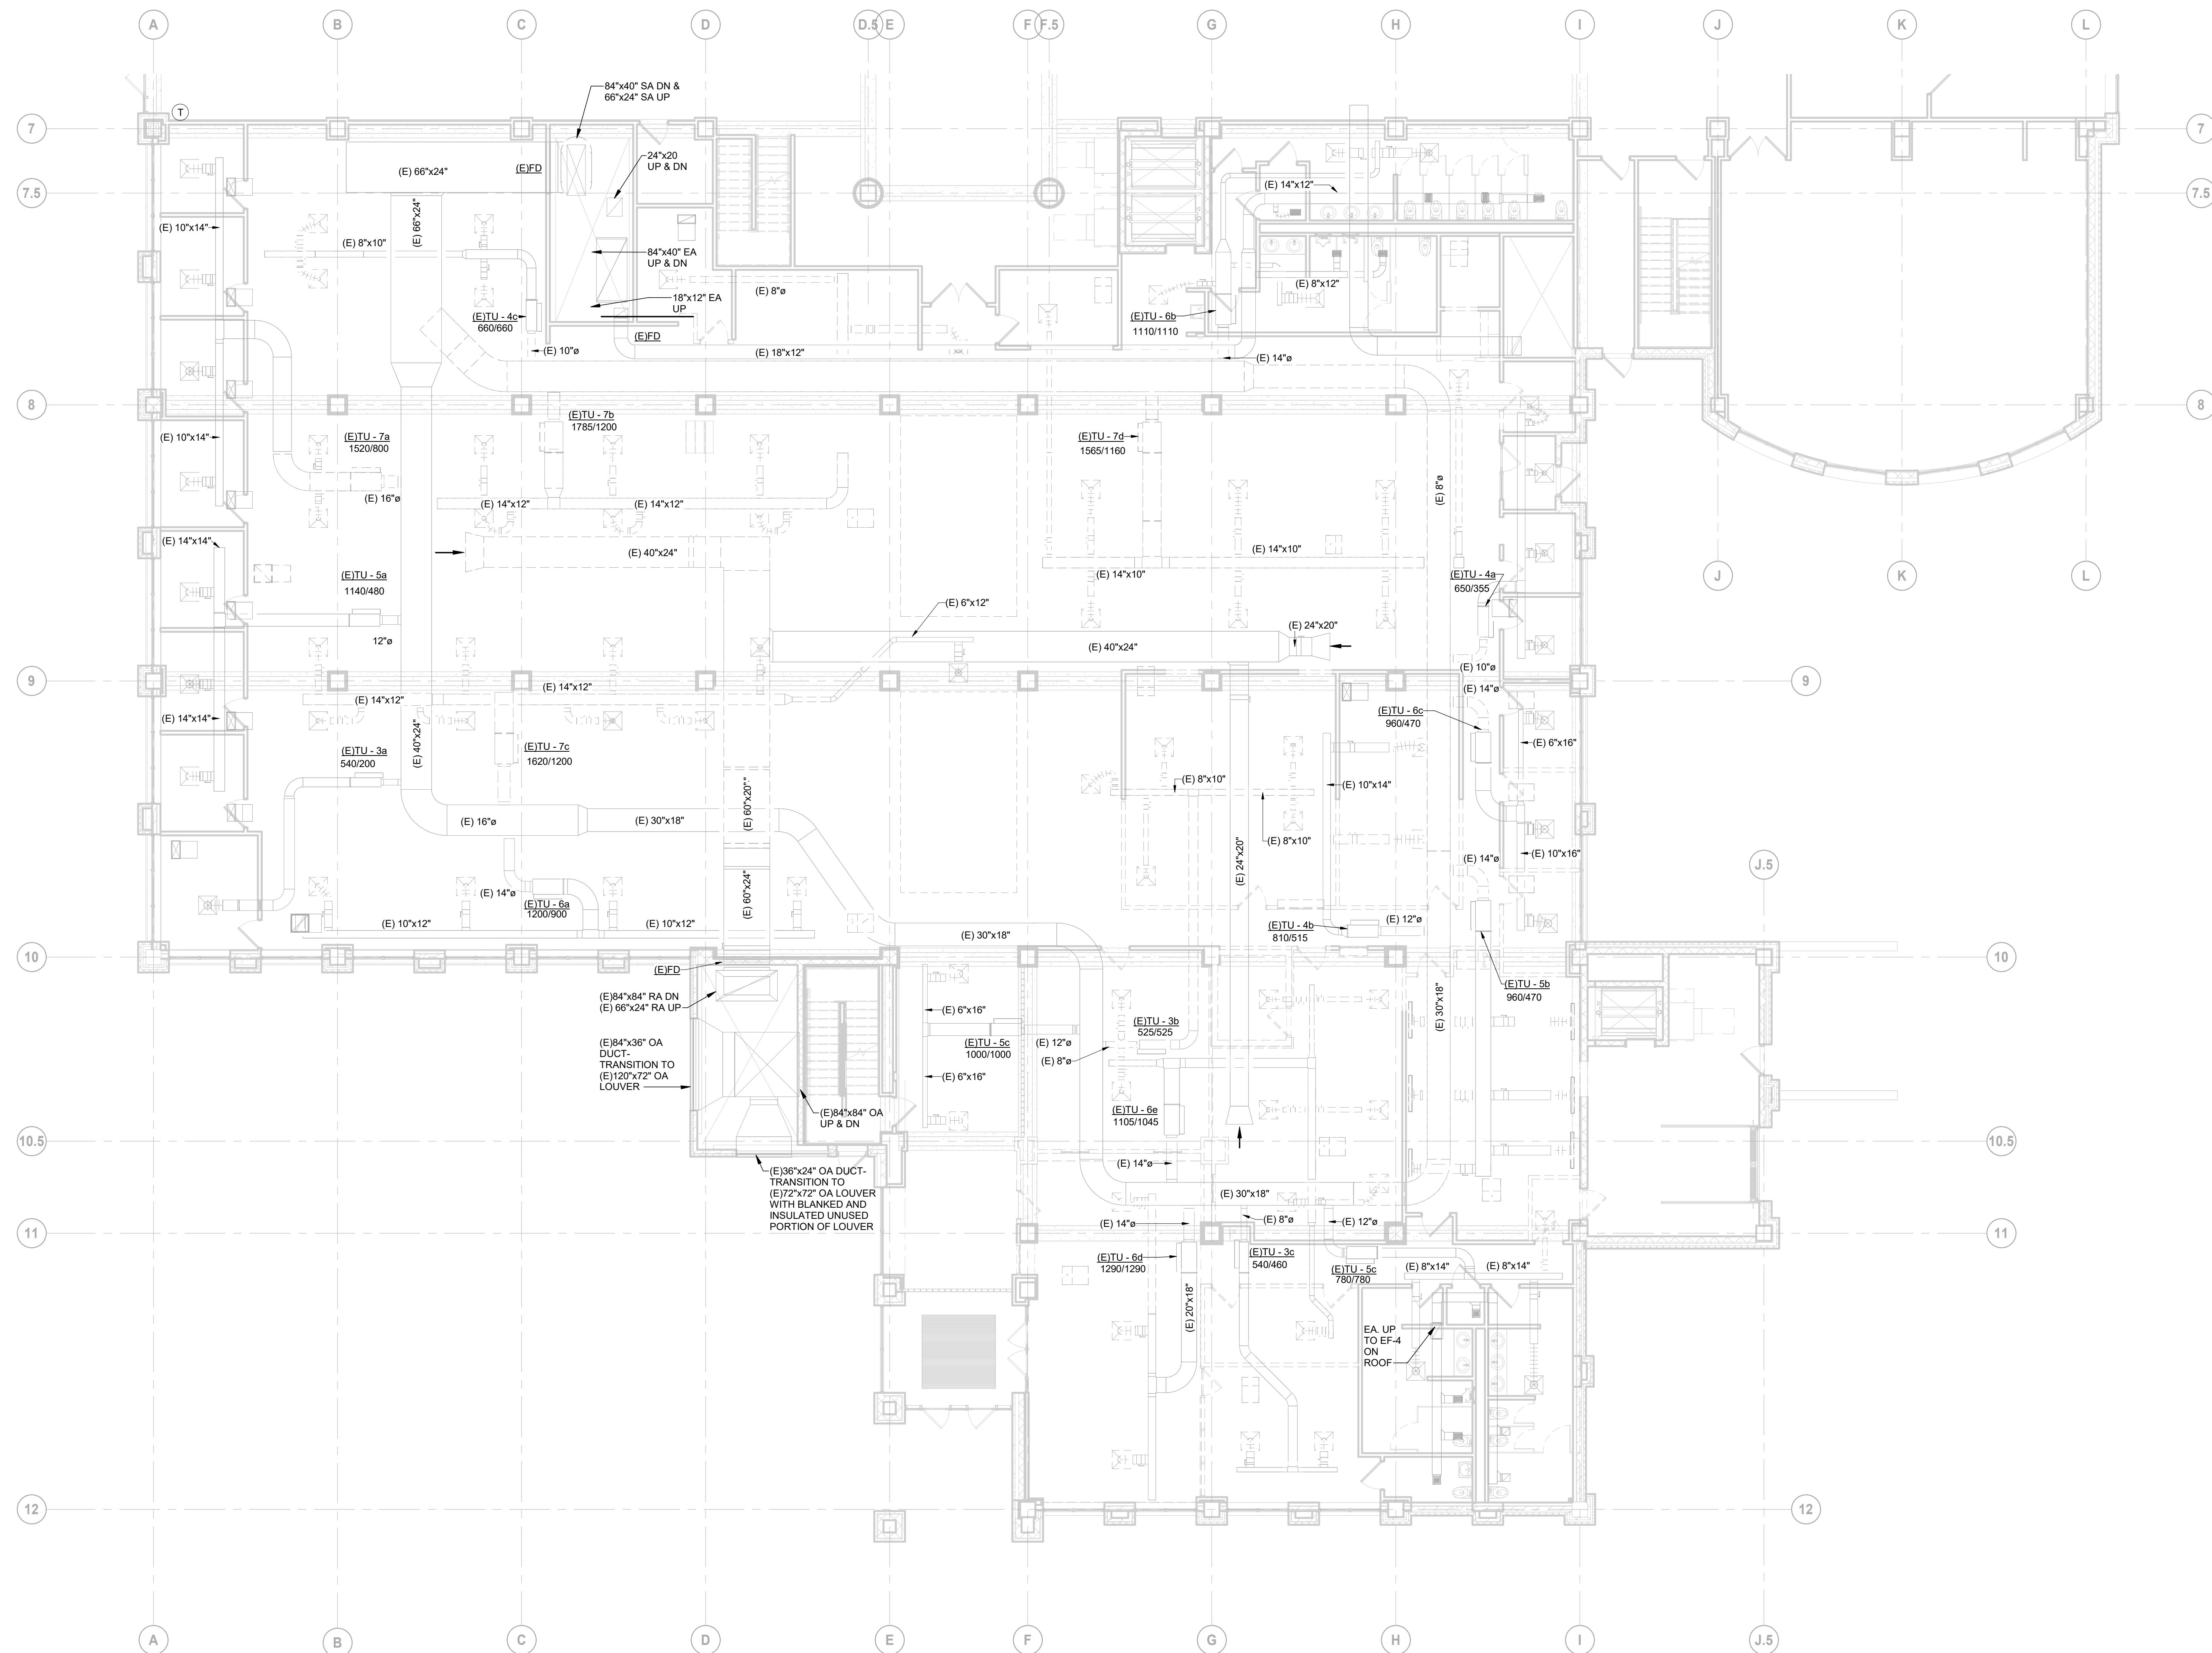 A
B
C
D
D.5
E
F
F.5
G
H
I
J
K
L
84"x40" SA DN &
66"x24" SA UP
T
7
7
24"x20
UP & DN
(E) 66"x24"
(E)FD
(E) 14"x12"
7.5
7.5
(E) 66"x24"
(E) 10"x14"
(E) 8"x10"
84"x40" EA
UP & DN
(E) 8"ø
(E) 8"x12"
18"x12" EA
UP
(E)TU - 4c
660/660
(E)TU - 6b
1110/1110
(E)FD
(E) 10"ø
(E) 18"x12"
(E) 14"ø
8
8
(E)TU - 7b
1785/1200
(E) 10"x14"
(E)TU - 7a
1520/800
(E)TU - 7d
1565/1160
(E) 16"ø
(E) 8"ø
(E) 14"x12"
(E) 14"x12"
(E) 14"x14"
(E) 40"x24"
(E) 14"x10"
(E)TU - 5a
1140/480
(E) 14"x10"
(E)TU - 4a
650/355
J
K
L
(E) 6"x12"
(E) 24"x20"
12"ø
(E) 40"x24"
(E) 10"ø
9
9
(E) 14"x12"
(E) 14"x12"
(E) 14"ø
(E) 14"x14"
(E)TU - 6c
960/470
(E) 40"x24"
(E) 6"x16"
(E)TU - 3a
540/200
(E)TU - 7c
1620/1200
(E) 8"x10"
(E) 10"x14"
(E) 60"x20"
(E) 16"ø
(E) 30"x18"
(E) 8"x10"
(E) 24"x20"
(E) 14"ø
(E) 10"x16"
J.5
(E) 14"ø
(E)TU - 6a
1200/900
(E) 60"x24"
(E) 10"x12"
(E) 10"x12"
(E) 30"x18"
(E)TU - 4b
810/515
(E) 12"ø
10
10
(E)FD
(E)84"x84" RA DN
(E) 66"x24" RA UP
(E) 6"x16"
(E)TU - 5b
960/470
(E) 30"x18"
(E)TU - 3b
525/525
(E)84"x36" OA
DUCT-
TRANSITION TO
(E)120"x72" OA
LOUVER
(E)TU - 5c
1000/1000
(E) 12"ø
(E) 8"ø
(E) 6"x16"
(E)84"x84" OA
UP & DN
(E)TU - 6e
1105/1045
10.5
10.5
(E) 14"ø
(E)36"x24" OA DUCT-
TRANSITION TO
(E)72"x72" OA LOUVER
WITH BLANKED AND
INSULATED UNUSED
PORTION OF LOUVER
(E) 30"x18"
(E) 14"ø
(E) 8"ø
(E) 12"ø
11
11
(E)TU - 6d
1290/1290
(E)TU - 3c
540/460
(E)TU - 5c
780/780
(E) 8"x14"
(E) 8"x14"
(E) 20"x18"
EA. UP
TO EF-4
ON
ROOF
12
12
A
B
C
D
E
F
G
H
I
J.5